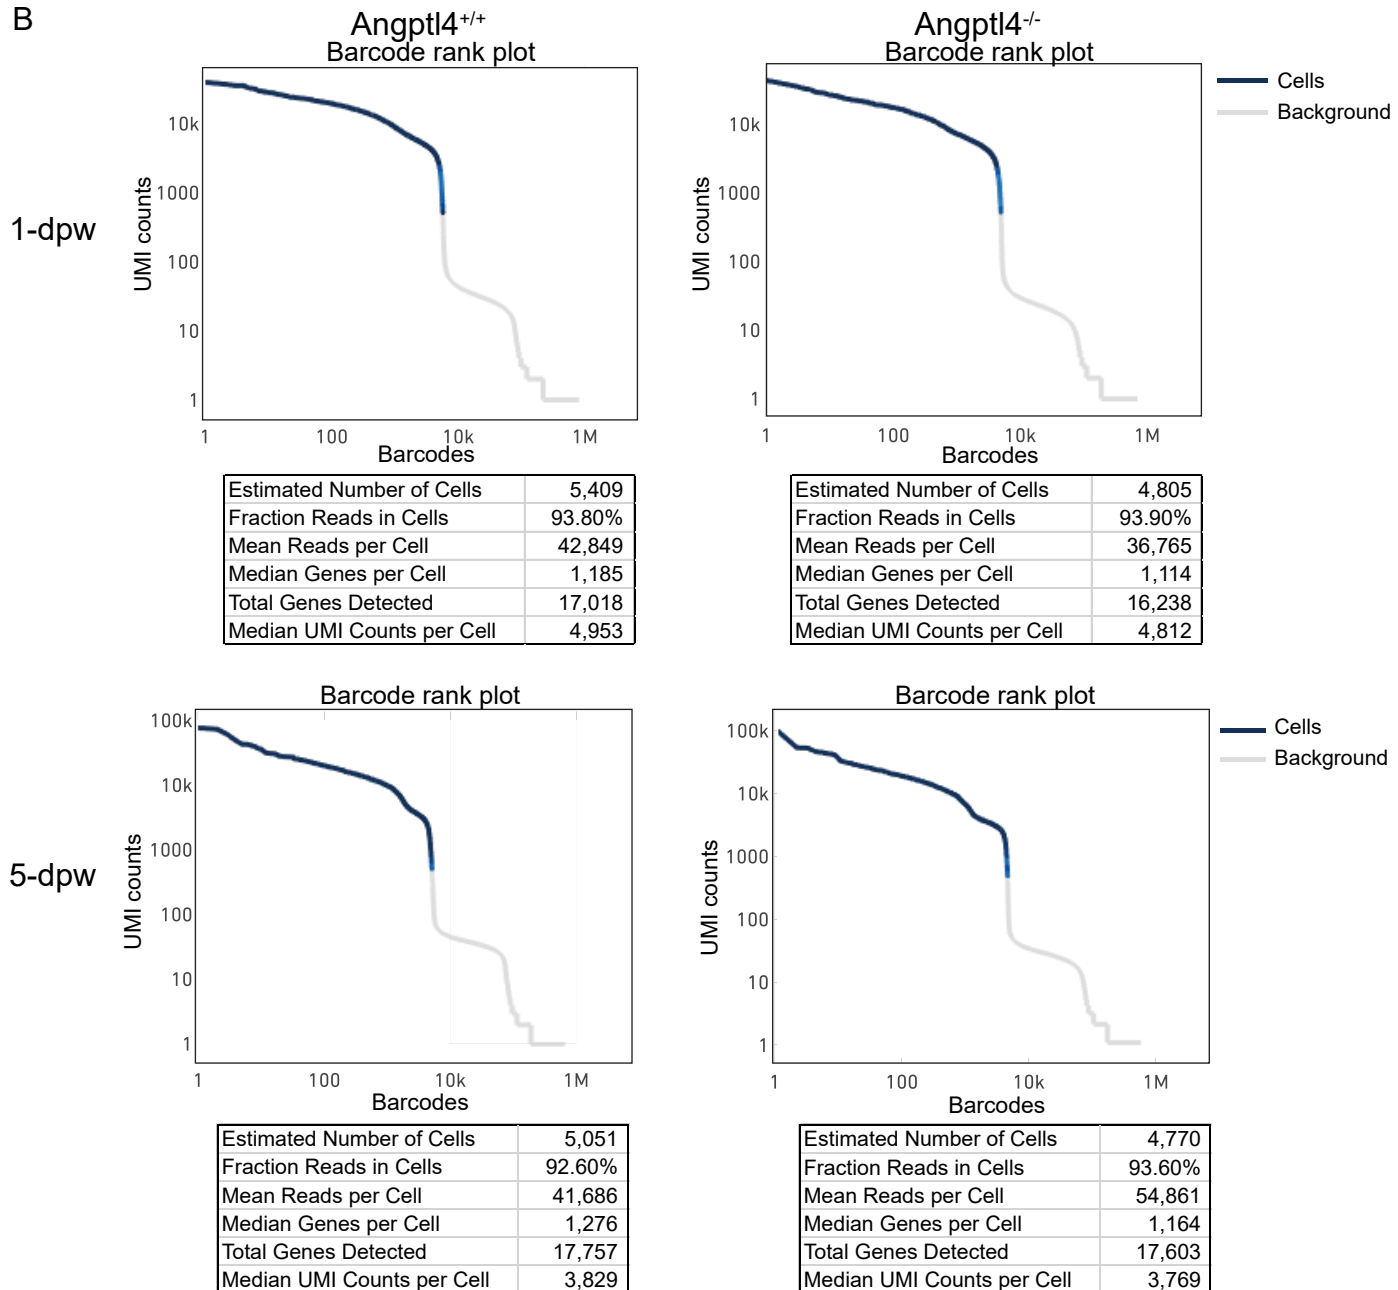 B
Angptl4+/+
Barcode rank plot
Angptl4-/-
Barcode rank plot
Cells
Background
1-dpw
UMI counts
10k
1000
100
10
1
1 100 10k 1M
Barcodes
UMI counts
10k
1000
100
10
1
1 100 10k 1M
Barcodes
Estimated Number of Cells 5,409
Fraction Reads in Cells 93.80%
Mean Reads per Cell 42,849
Median Genes per Cell 1,185
Total Genes Detected 17,018
Median UMI Counts per Cell 4,953
Estimated Number of Cells 4,805
Fraction Reads in Cells 93.90%
Mean Reads per Cell 36,765
Median Genes per Cell 1,114
Total Genes Detected 16,238
Median UMI Counts per Cell 4,812
Barcode rank plot
Barcode rank plot
Cells
Background
5-dpw
UMI counts
100k
10k
1000
100
10
1
1 100 10k 1M
Barcodes
UMI counts
100k
10k
1000
100
10
1
1 100 10k 1M
Barcodes
Estimated Number of Cells 5,051
Fraction Reads in Cells 92.60%
Mean Reads per Cell 41,686
Median Genes per Cell 1,276
Total Genes Detected 17,757
Median UMI Counts per Cell 3,829
Estimated Number of Cells 4,770
Fraction Reads in Cells 93.60%
Mean Reads per Cell 54,861
Median Genes per Cell 1,164
Total Genes Detected 17,603
Median UMI Counts per Cell 3,769